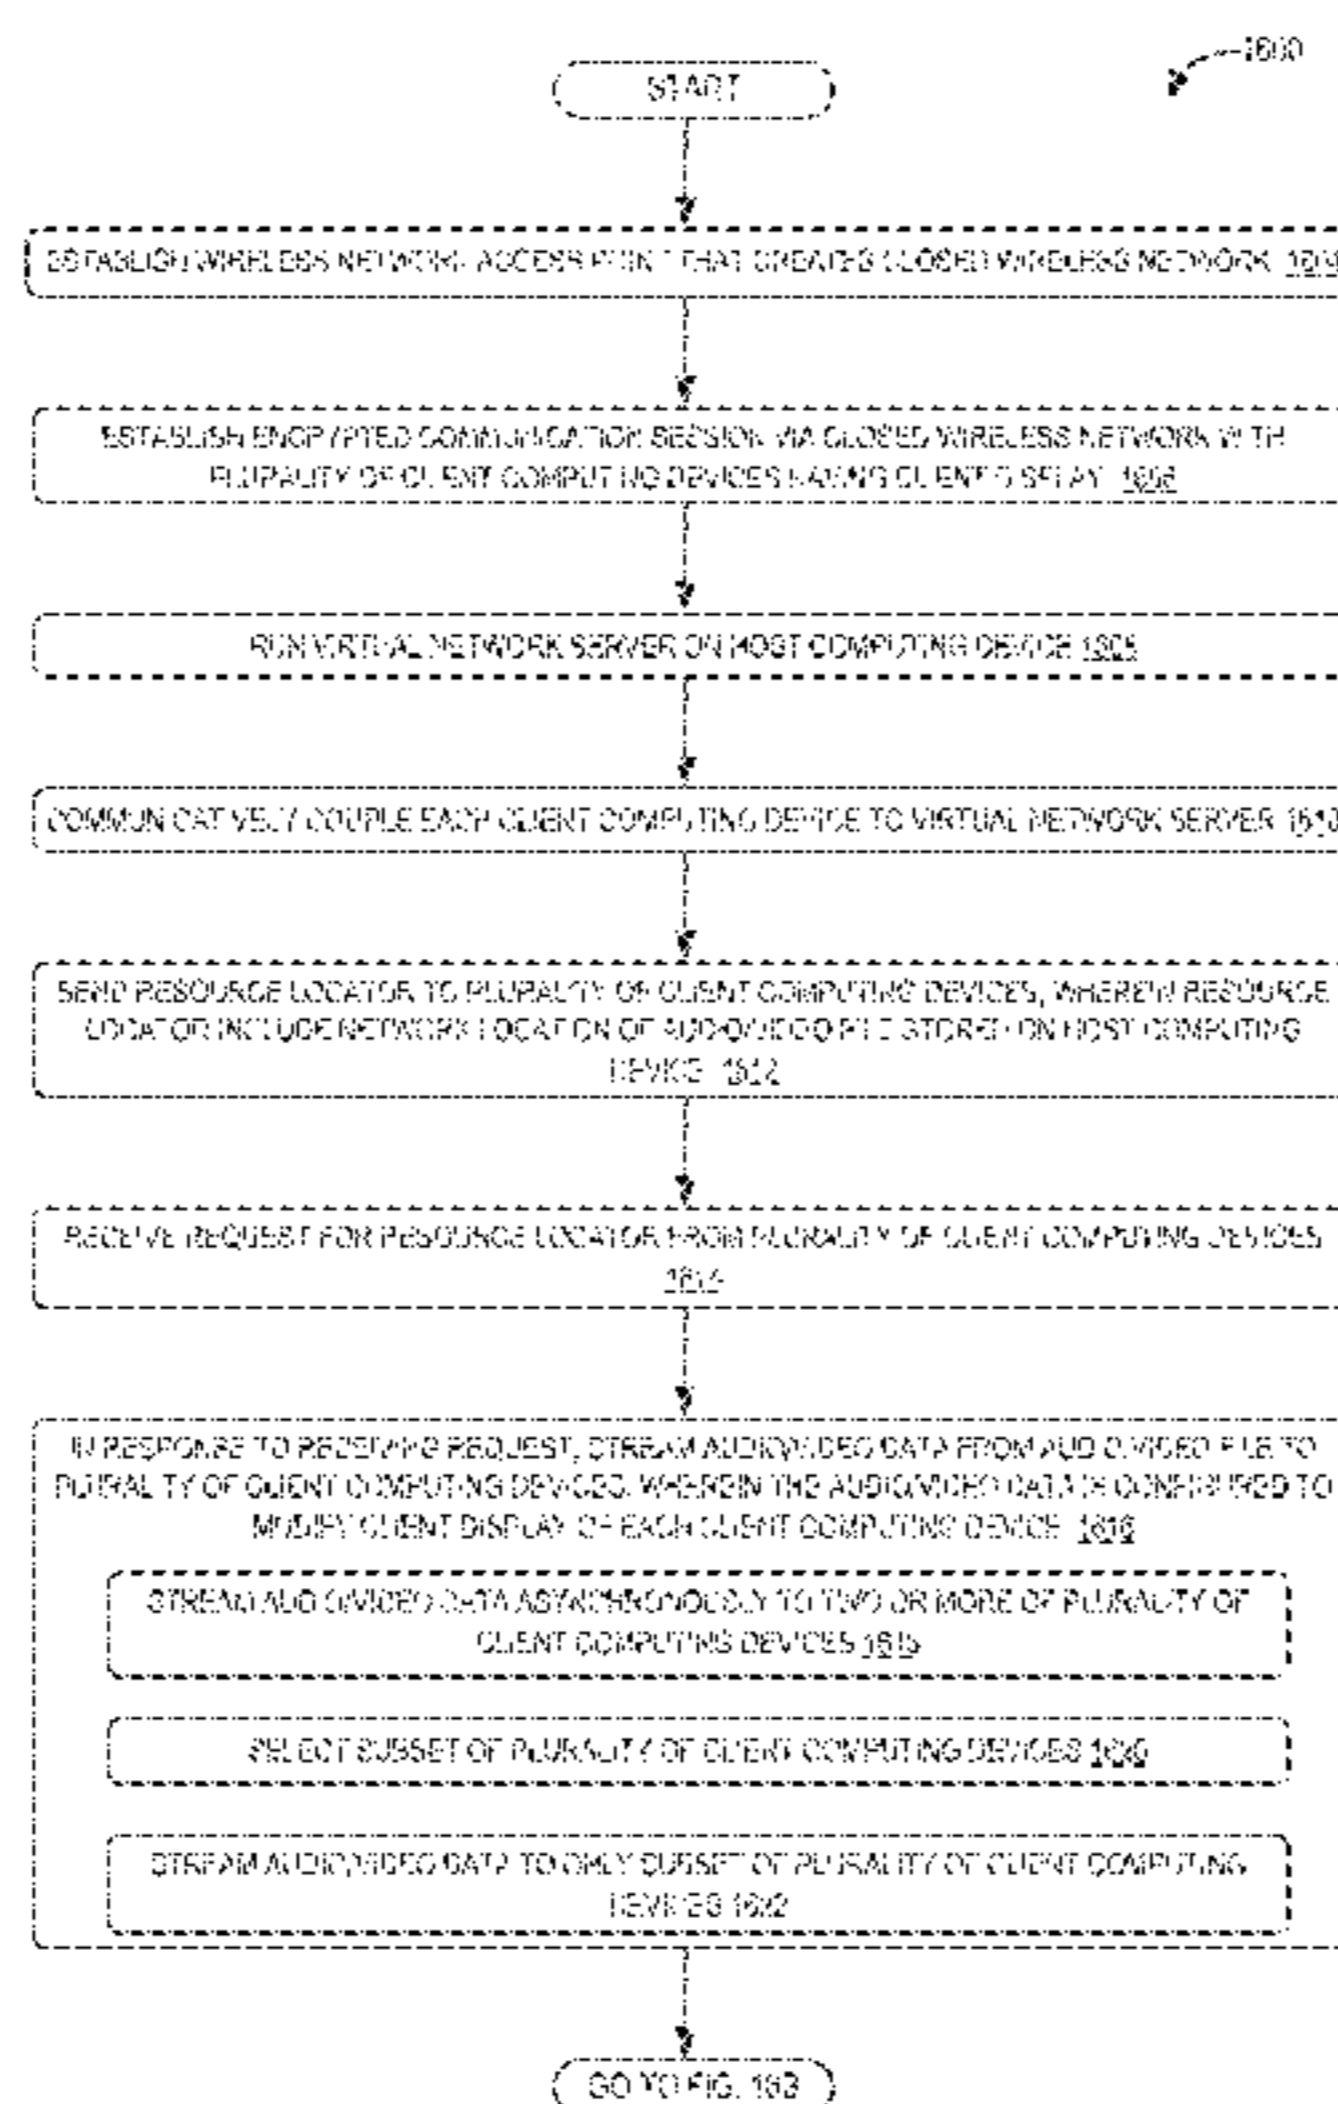 1600
START
ESTABLISH WIRELESS NETWORK ACCESS POINT THAT CREATES CLOSED WIRELESS NETWORK
ESTABLISH ENCRYPTED COMMUNICATION SESSION VIA CLOSED WIRELESS NETWORK WITH
PLURALITY OF CLIENT COMPUTING DEVICES HAVING CLIENT DISPLAY
RUN VIRTUAL NETWORK SERVER ON HOST COMPUTING DEVICE
COMMUNICATIVELY COUPLE EACH CLIENT COMPUTING DEVICE TO VIRTUAL NETWORK SERVER 1610
SEND RESOURCE LOCATOR TO PLURALITY OF CLIENT COMPUTING DEVICES, WHEREIN RESOURCE
LOCATOR INCLUDE NETWORK LOCATION OF AUDIO/VIDEO FILE STORED ON HOST COMPUTING
DEVICE 1612
RECEIVE REQUEST FOR RESOURCE LOCATOR FROM PLURALITY OF CLIENT COMPUTING DEVICES
1614
IN RESPONSE TO RECEIVING REQUEST, STREAM AUDIO/VIDEO DATA FROM AUDIO/VIDEO FILE TO
PLURALITY OF CLIENT COMPUTING DEVICES, WHEREIN THE AUDIO/VIDEO DATA IS CONFIGURED TO
MODIFY CLIENT DISPLAY OF EACH CLIENT COMPUTING DEVICE 1616
STREAM AUDIO/VIDEO DATA ASYNCHRONOUSLY TO TWO OR MORE OF PLURALITY OF
CLIENT COMPUTING DEVICES
SELECT SUBSET OF PLURALITY OF CLIENT COMPUTING DEVICES 1620
STREAM AUDIO/VIDEO DATA TO ONLY SUBSET OF PLURALITY OF CLIENT COMPUTING
DEVICES 1622
GO TO FIG. 16B